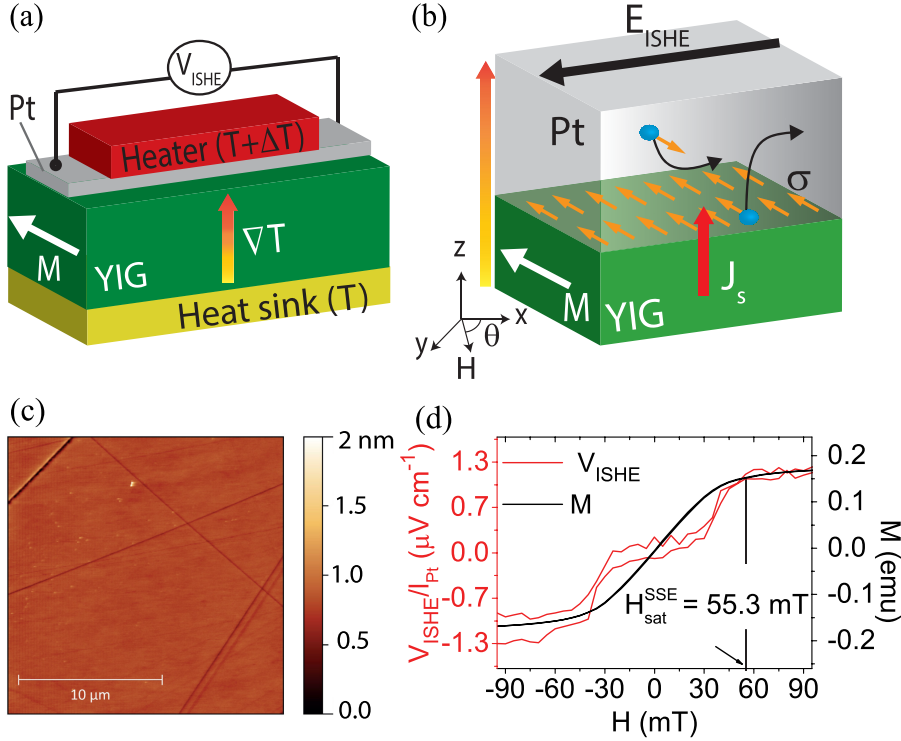 (a)
V_ISHE
Pt
Heater (T+ΔT)
∇T
M
YIG
Heat sink (T)
(b)
E_ISHE
Pt
σ
z
M
J_s
YIG
x
θ
y
H
(c)
2 nm
1.5
1.0
0.5
0.0
10 μm
(d)
V_ISHE/l_Pt (μV cm⁻¹)
1.3
0.7
0.0
-0.7
-1.3
V_ISHE
M
H_sat^SSE = 55.3 mT
0.2
0.1
0.0
-0.1
-0.2
M (emu)
-90 -60 -30 0 30 60 90
H (mT)